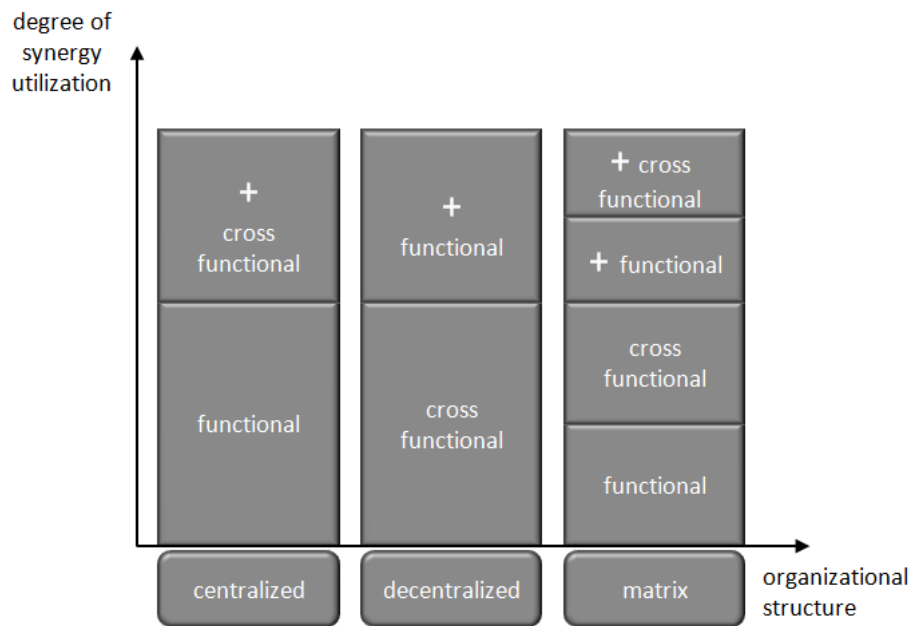 degree of
synergy
utilization
+
cross
functional
functional
+
functional
cross
functional
+ cross
functional
+ functional
cross
functional
functional
centralized
decentralized
matrix
organizational
structure